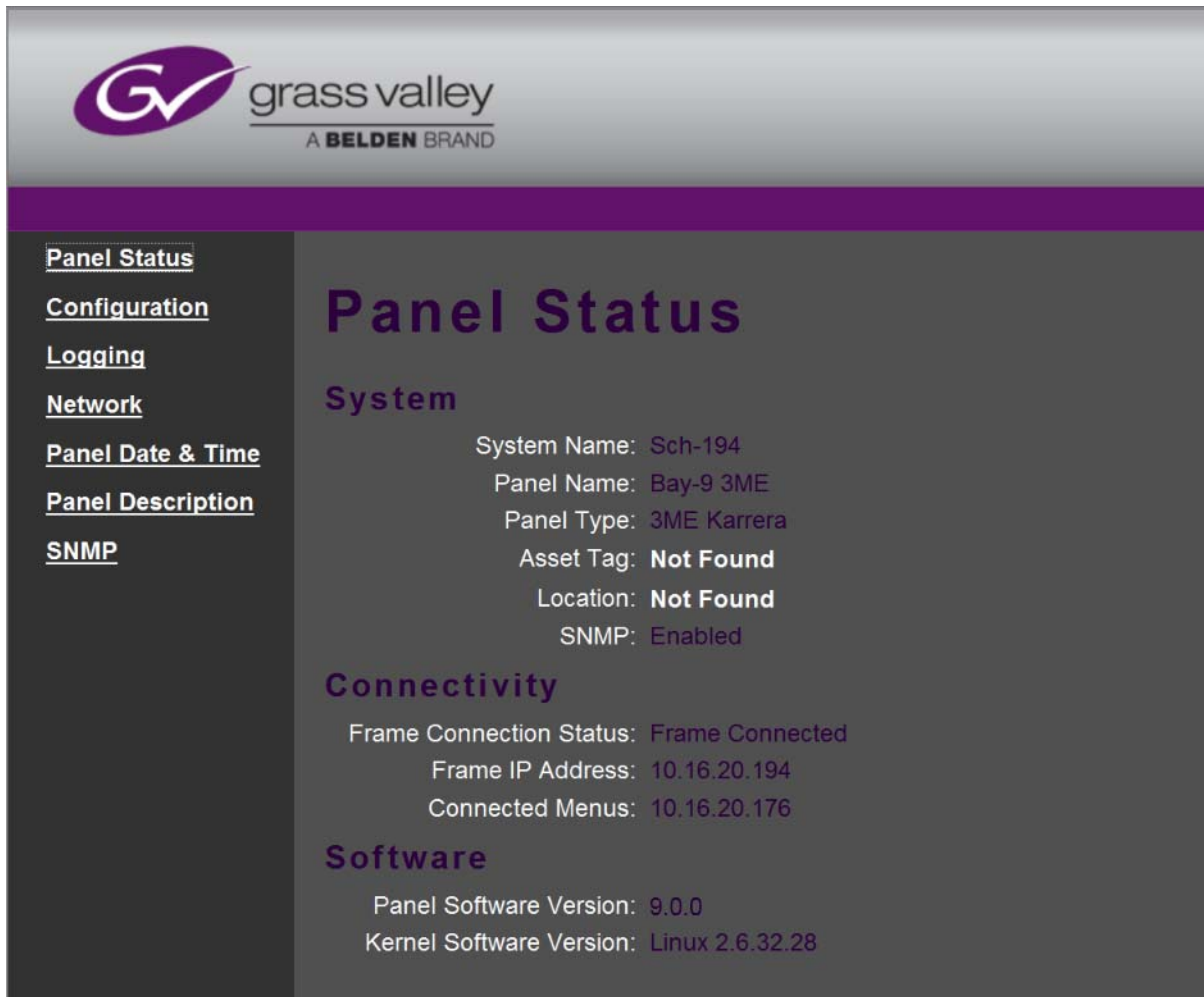 GV grass valley
A BELDEN BRAND
Panel Status
Configuration
Logging
Network
Panel Date & Time
Panel Description
SNMP
Panel Status
System
System Name: Sch-194
Panel Name: Bay-9 3ME
Panel Type: 3ME Karrera
Asset Tag: Not Found
Location: Not Found
SNMP: Enabled
Connectivity
Frame Connection Status: Frame Connected
Frame IP Address: 10.16.20.194
Connected Menus: 10.16.20.176
Software
Panel Software Version: 9.0.0
Kernel Software Version: Linux 2.6.32.28